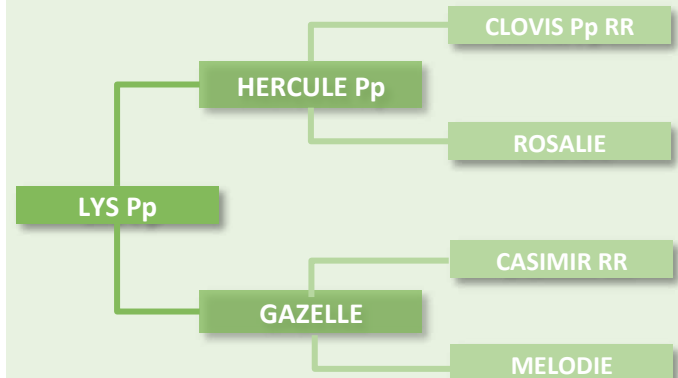 CLOVIS Pp RR
HERCULE Pp
ROSALIE
LYS Pp
CASIMIR RR
GAZELLE
MELODIE